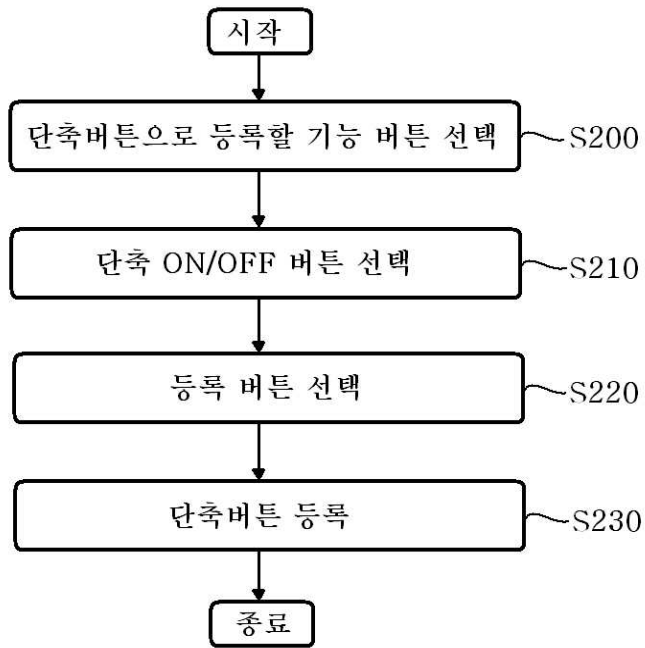 시작
단축버튼으로 등록할 기능 버튼 선택 S200
단축 ON/OFF 버튼 선택 S210
등록 버튼 선택 S220
단축버튼 등록 S230
종료